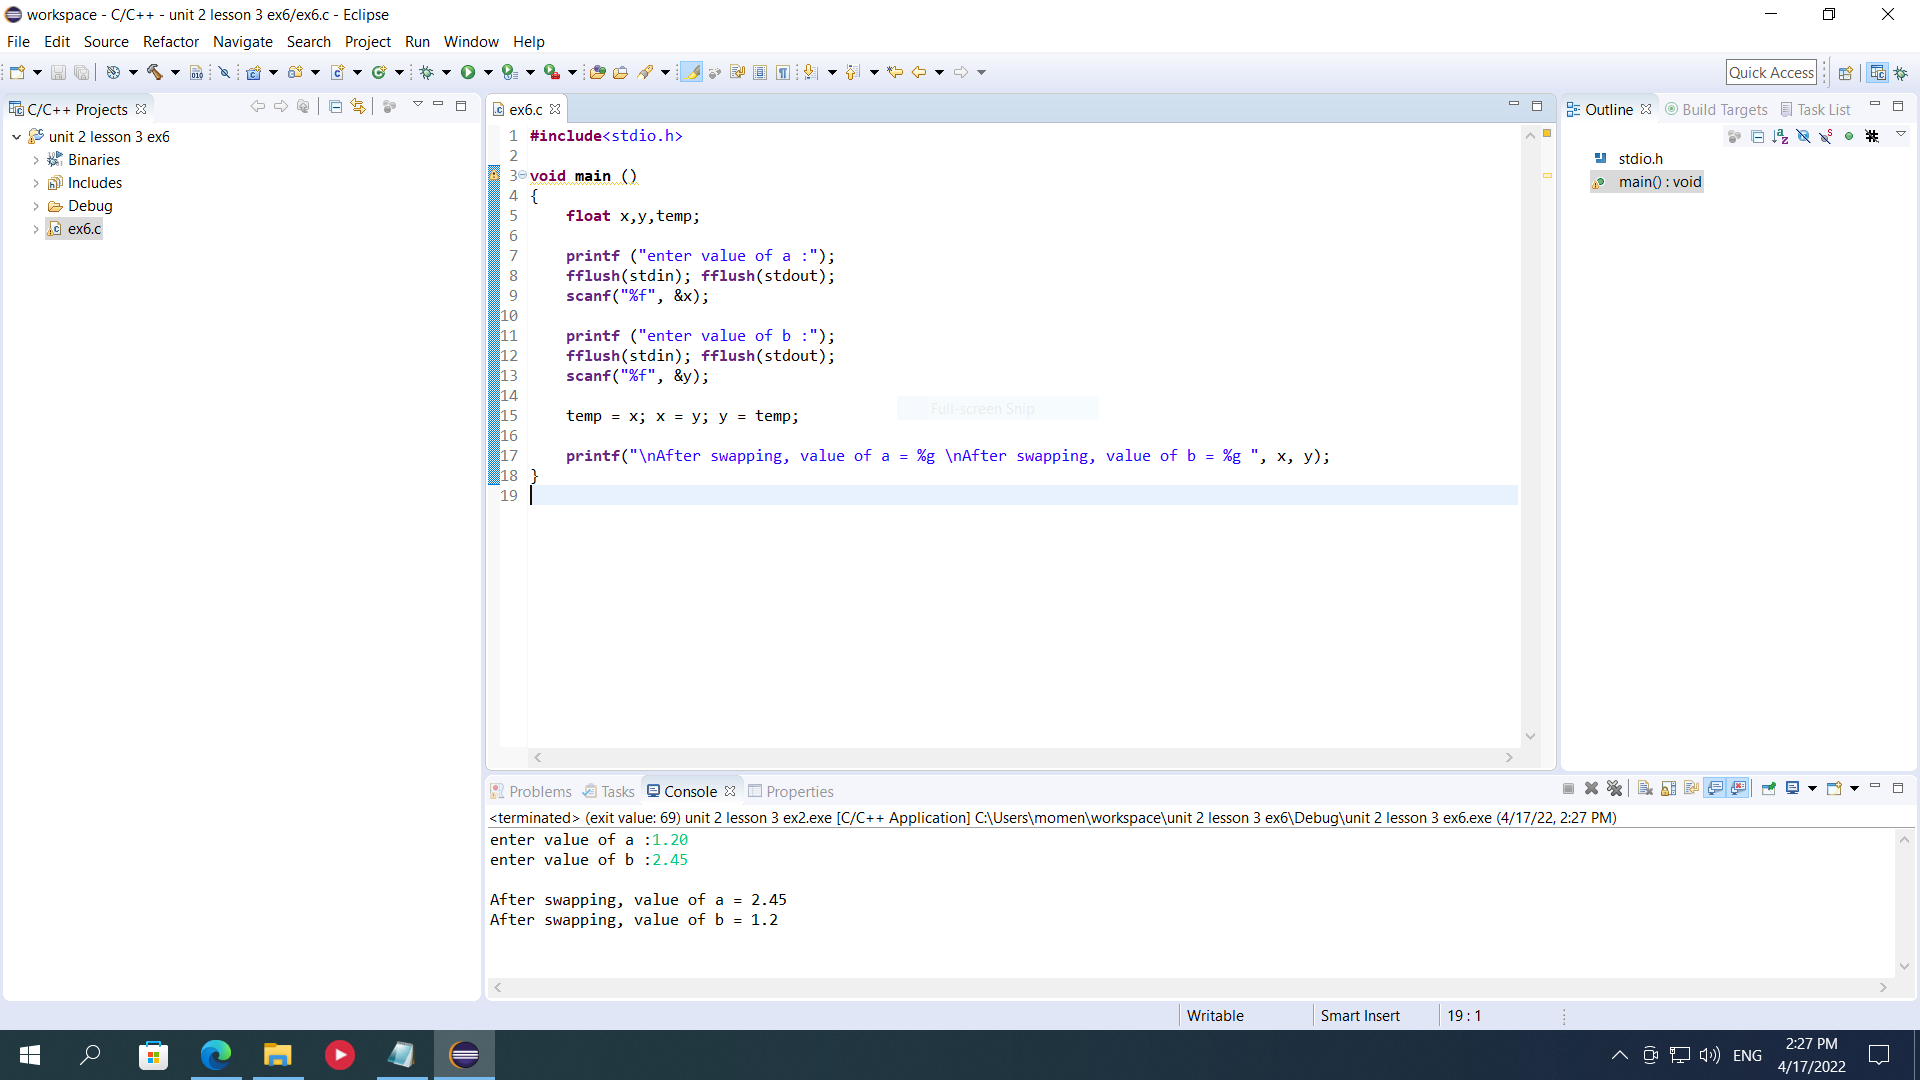 workspace - C/C++ - unit 2 lesson 3 ex6/ex6.c - Eclipse
File Edit Source Refactor Navigate Search Project Run Window Help
Quick Access
C/C++ Projects
unit 2 lesson 3 ex6
Binaries
Includes
Debug
ex6.c
ex6.c
1 #include<stdio.h>
2
3 void main ()
4 {
5 float x,y,temp;
6
7 printf ("enter value of a :");
8 fflush(stdin); fflush(stdout);
9 scanf("%f", &x);
10
11 printf ("enter value of b :");
12 fflush(stdin); fflush(stdout);
13 scanf("%f", &y);
14
15 temp = x; x = y; y = temp;
16
17 printf("\nAfter swapping, value of a = %g \nAfter swapping, value of b = %g ", x, y);
18 }
19
Full-screen Snip
Outline Build Targets Task List
stdio.h
main() : void
Problems Tasks Console Properties
<terminated> (exit value: 69) unit 2 lesson 3 ex2.exe [C/C++ Application] C:\Users\momen\workspace\unit 2 lesson 3 ex6\Debug\unit 2 lesson 3 ex6.exe (4/17/22, 2:27 PM)
enter value of a :1.20
enter value of b :2.45
After swapping, value of a = 2.45
After swapping, value of b = 1.2
Writable Smart Insert 19 : 1
ENG
2:27 PM
4/17/2022